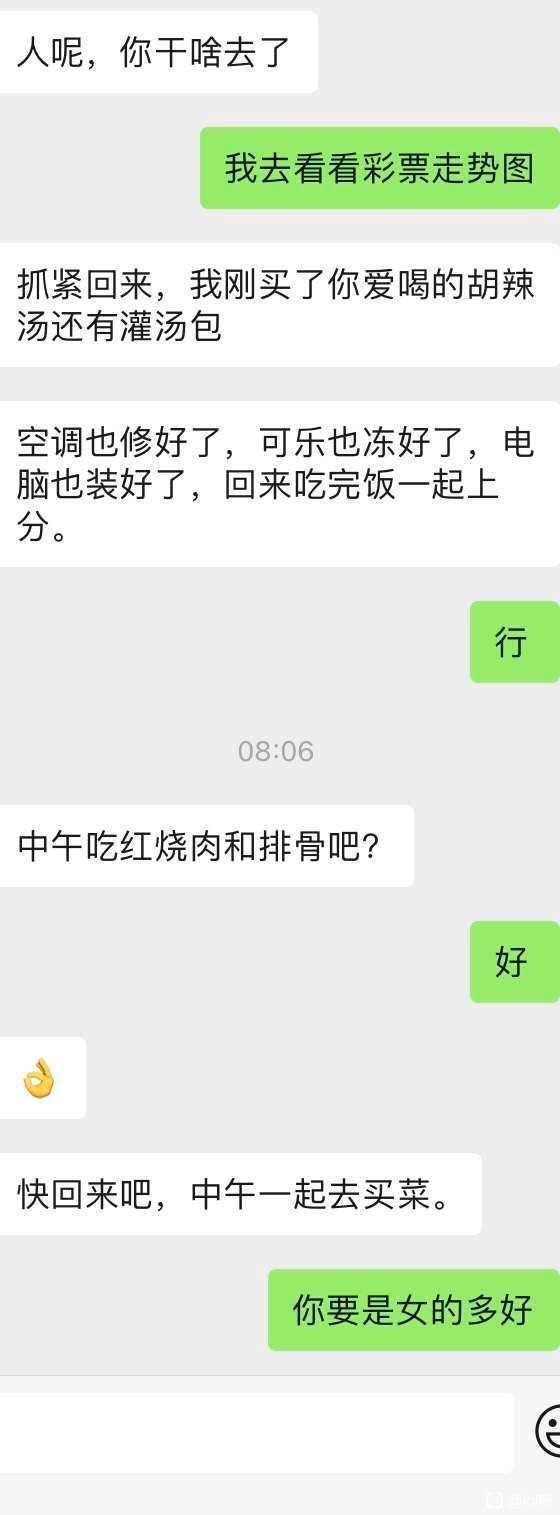 人呢，你干啥去了
我去看看彩票走势图
抓紧回来，我刚买了你爱喝的胡辣
汤还有灌汤包
空调也修好了，可乐也冻好了，电
脑也装好了，回来吃完饭一起上
分。
行
08:06
中午吃红烧肉和排骨吧？
好
👌
快回来吧，中午一起去买菜。
你要是女的多好